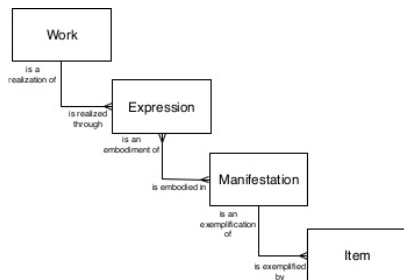 Work
is a
realization of
Expression
is realized
through
is an
embodiment of
Manifestation
is embodied in
is an
exemplification
of
Item
is exemplified
by